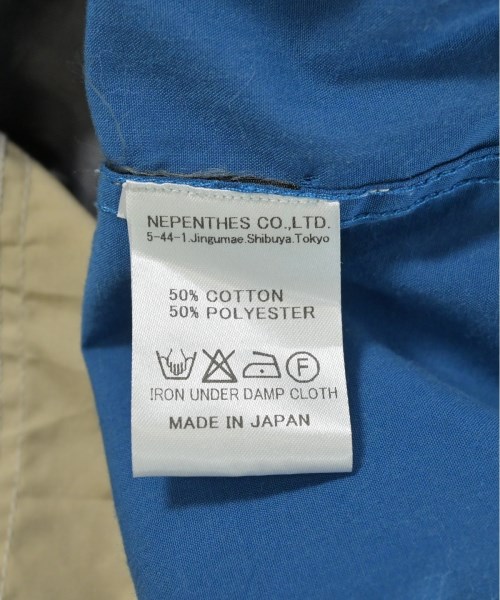 NEPENTHES CO.,LTD.
5-44-1.Jingumae.Shibuya.Tokyo
50% COTTON
50% POLYESTER
F
IRON UNDER DAMP CLOTH
MADE IN JAPAN